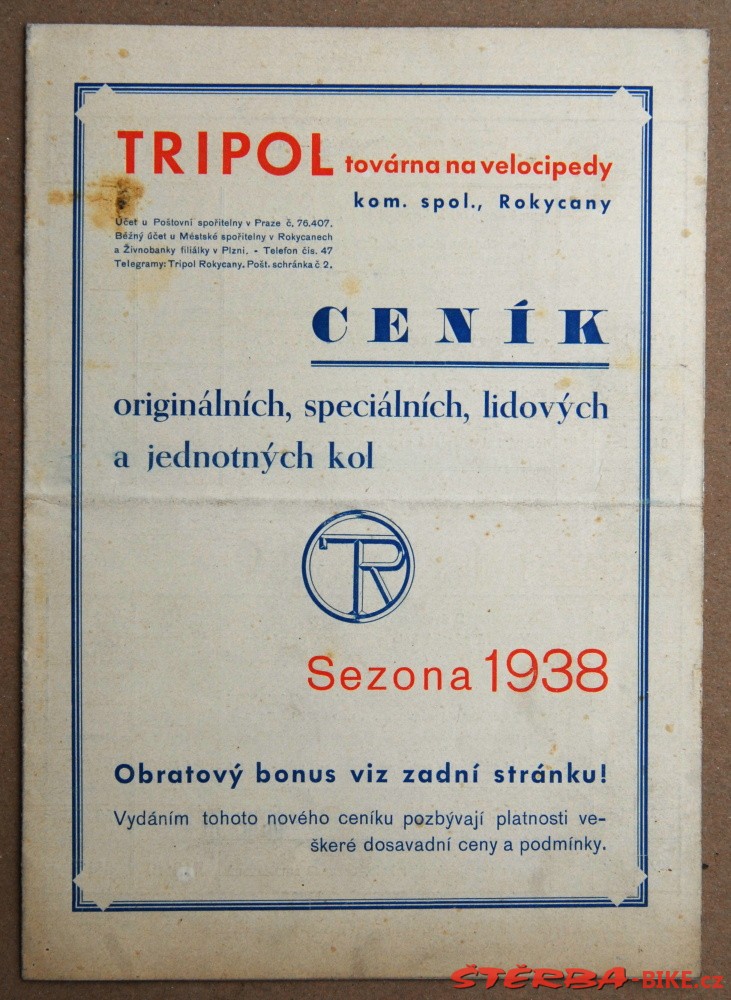 TRIPOL továrna na velocipedy
kom. spol., Rokycany
Účet u Poštovní spořitelny v Praze č. 76,407.
Běžný účet u Městské spořitelny v Rokycanech
a Živnobanky filiálky v Plzni. - Telefon čís. 47
Telegramy: Tripol Rokycany. Pošt. schránka č 2.
CENÍK
originálních, speciálních, lidových
a jednotných kol
TR
Sezona 1938
Obratový bonus viz zadní stránku!
Vydáním tohoto nového ceníku pozbývají platnosti ve-
škeré dosavadní ceny a podmínky.
ŠTĚRBA-BIKE.cz